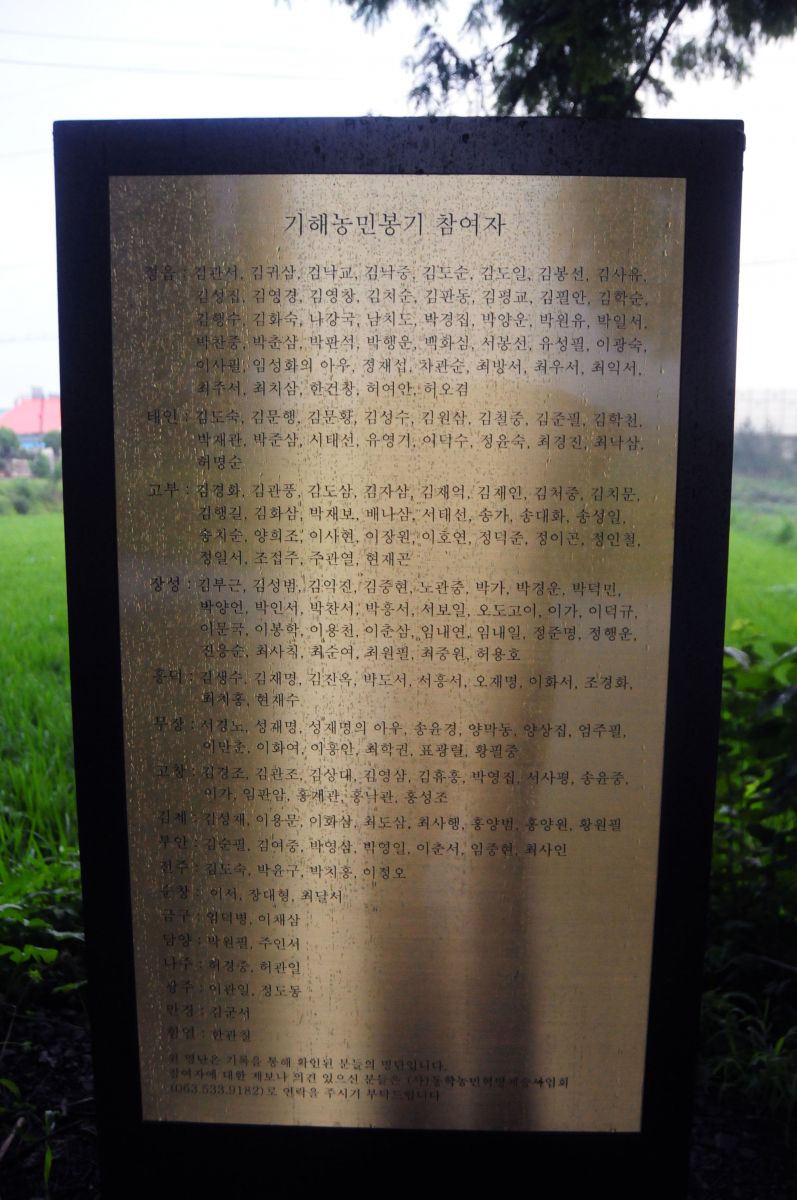 기해농민봉기 참여자
정읍 : 김관서, 김귀삼, 김낙교, 김낙중, 김도순, 김도일, 김봉선, 김사유,
김성집, 김영경, 김영창, 김처순, 김판동, 김평교, 김필안, 김학순,
김행수, 김화숙, 나강국, 남치도, 박경집, 박양운, 박원유, 박일서,
박찬중, 박춘삼, 박판석, 박행운, 백화심, 서봉선, 유성필, 이광숙,
이사필, 임성화의 아우, 정재섭, 차관순, 최방서, 최우서, 최익서,
최주서, 최치삼, 한건창, 허여안, 허오겸
태인 : 김도숙, 김문행, 김문황, 김성수, 김원삼, 김철중, 김준필, 김학천,
박재관, 박준삼, 시태선, 유영기, 이덕수, 정윤숙, 최경진, 최낙삼,
허명순
고부 : 김경화, 김관풍, 김도삼, 김자삼, 김재억, 김재인, 김처중, 김치문,
김행길, 김화삼, 박재보, 배나삼, 서태선, 송가, 송대화, 송성일,
송치순, 양희조, 이사현, 이장원, 이호연, 정덕준, 정이곤, 정인철,
정일서, 조접주, 주관열, 현재곤
장성 : 김부근, 김성범, 김익진, 김중현, 노관중, 박가, 박경운, 박덕민,
박양언, 박인서, 박찬서, 박흥서, 서보일, 오도고이, 이가, 이덕규,
이문국, 이봉학, 이용천, 이춘삼, 임내연, 임내일, 정준명, 정행운,
진응순, 최사칙, 최순여, 최원필, 최중원, 허용호
흥덕 : 김생수, 김재명, 김진옥, 박도서, 서흥서, 오재명, 이화서, 조경화,
최치홍, 현재수
무장 : 서경노, 성재명, 성재명의 아우, 송윤경, 양막동, 양상집, 엄주필,
이만춘, 이화여, 이흥안, 최학권, 표광렬, 황필중
고창 : 김경조, 김관조, 김상대, 김영삼, 김휴흥, 박영집, 서사평, 송윤중,
이가, 임판암, 홍계관, 홍낙관, 홍성조
김제 : 김성재, 이용문, 이화삼, 최도삼, 최사행, 홍양범, 홍양원, 황원필
부안 : 김순필, 김여중, 박영삼, 박영일, 이춘서, 임중현, 최사인
전주 : 김도숙, 박윤구, 박치홍, 이정오
순창 : 이서, 장대형, 최달서
금구 : 임덕병, 이채삼
담양 : 박원필, 주인서
나주 : 허경중, 허관일
광주 : 이관일, 정도동
만경 : 김군서
함열 : 한관칠
위 명단은 기록을 통해 확인된 분들의 명단입니다.
참여자에 대한 제보나 의견 있으신 분들은 (사)동학농민혁명계승사업회
(063.533.9182)로 연락을 주시기 부탁드립니다